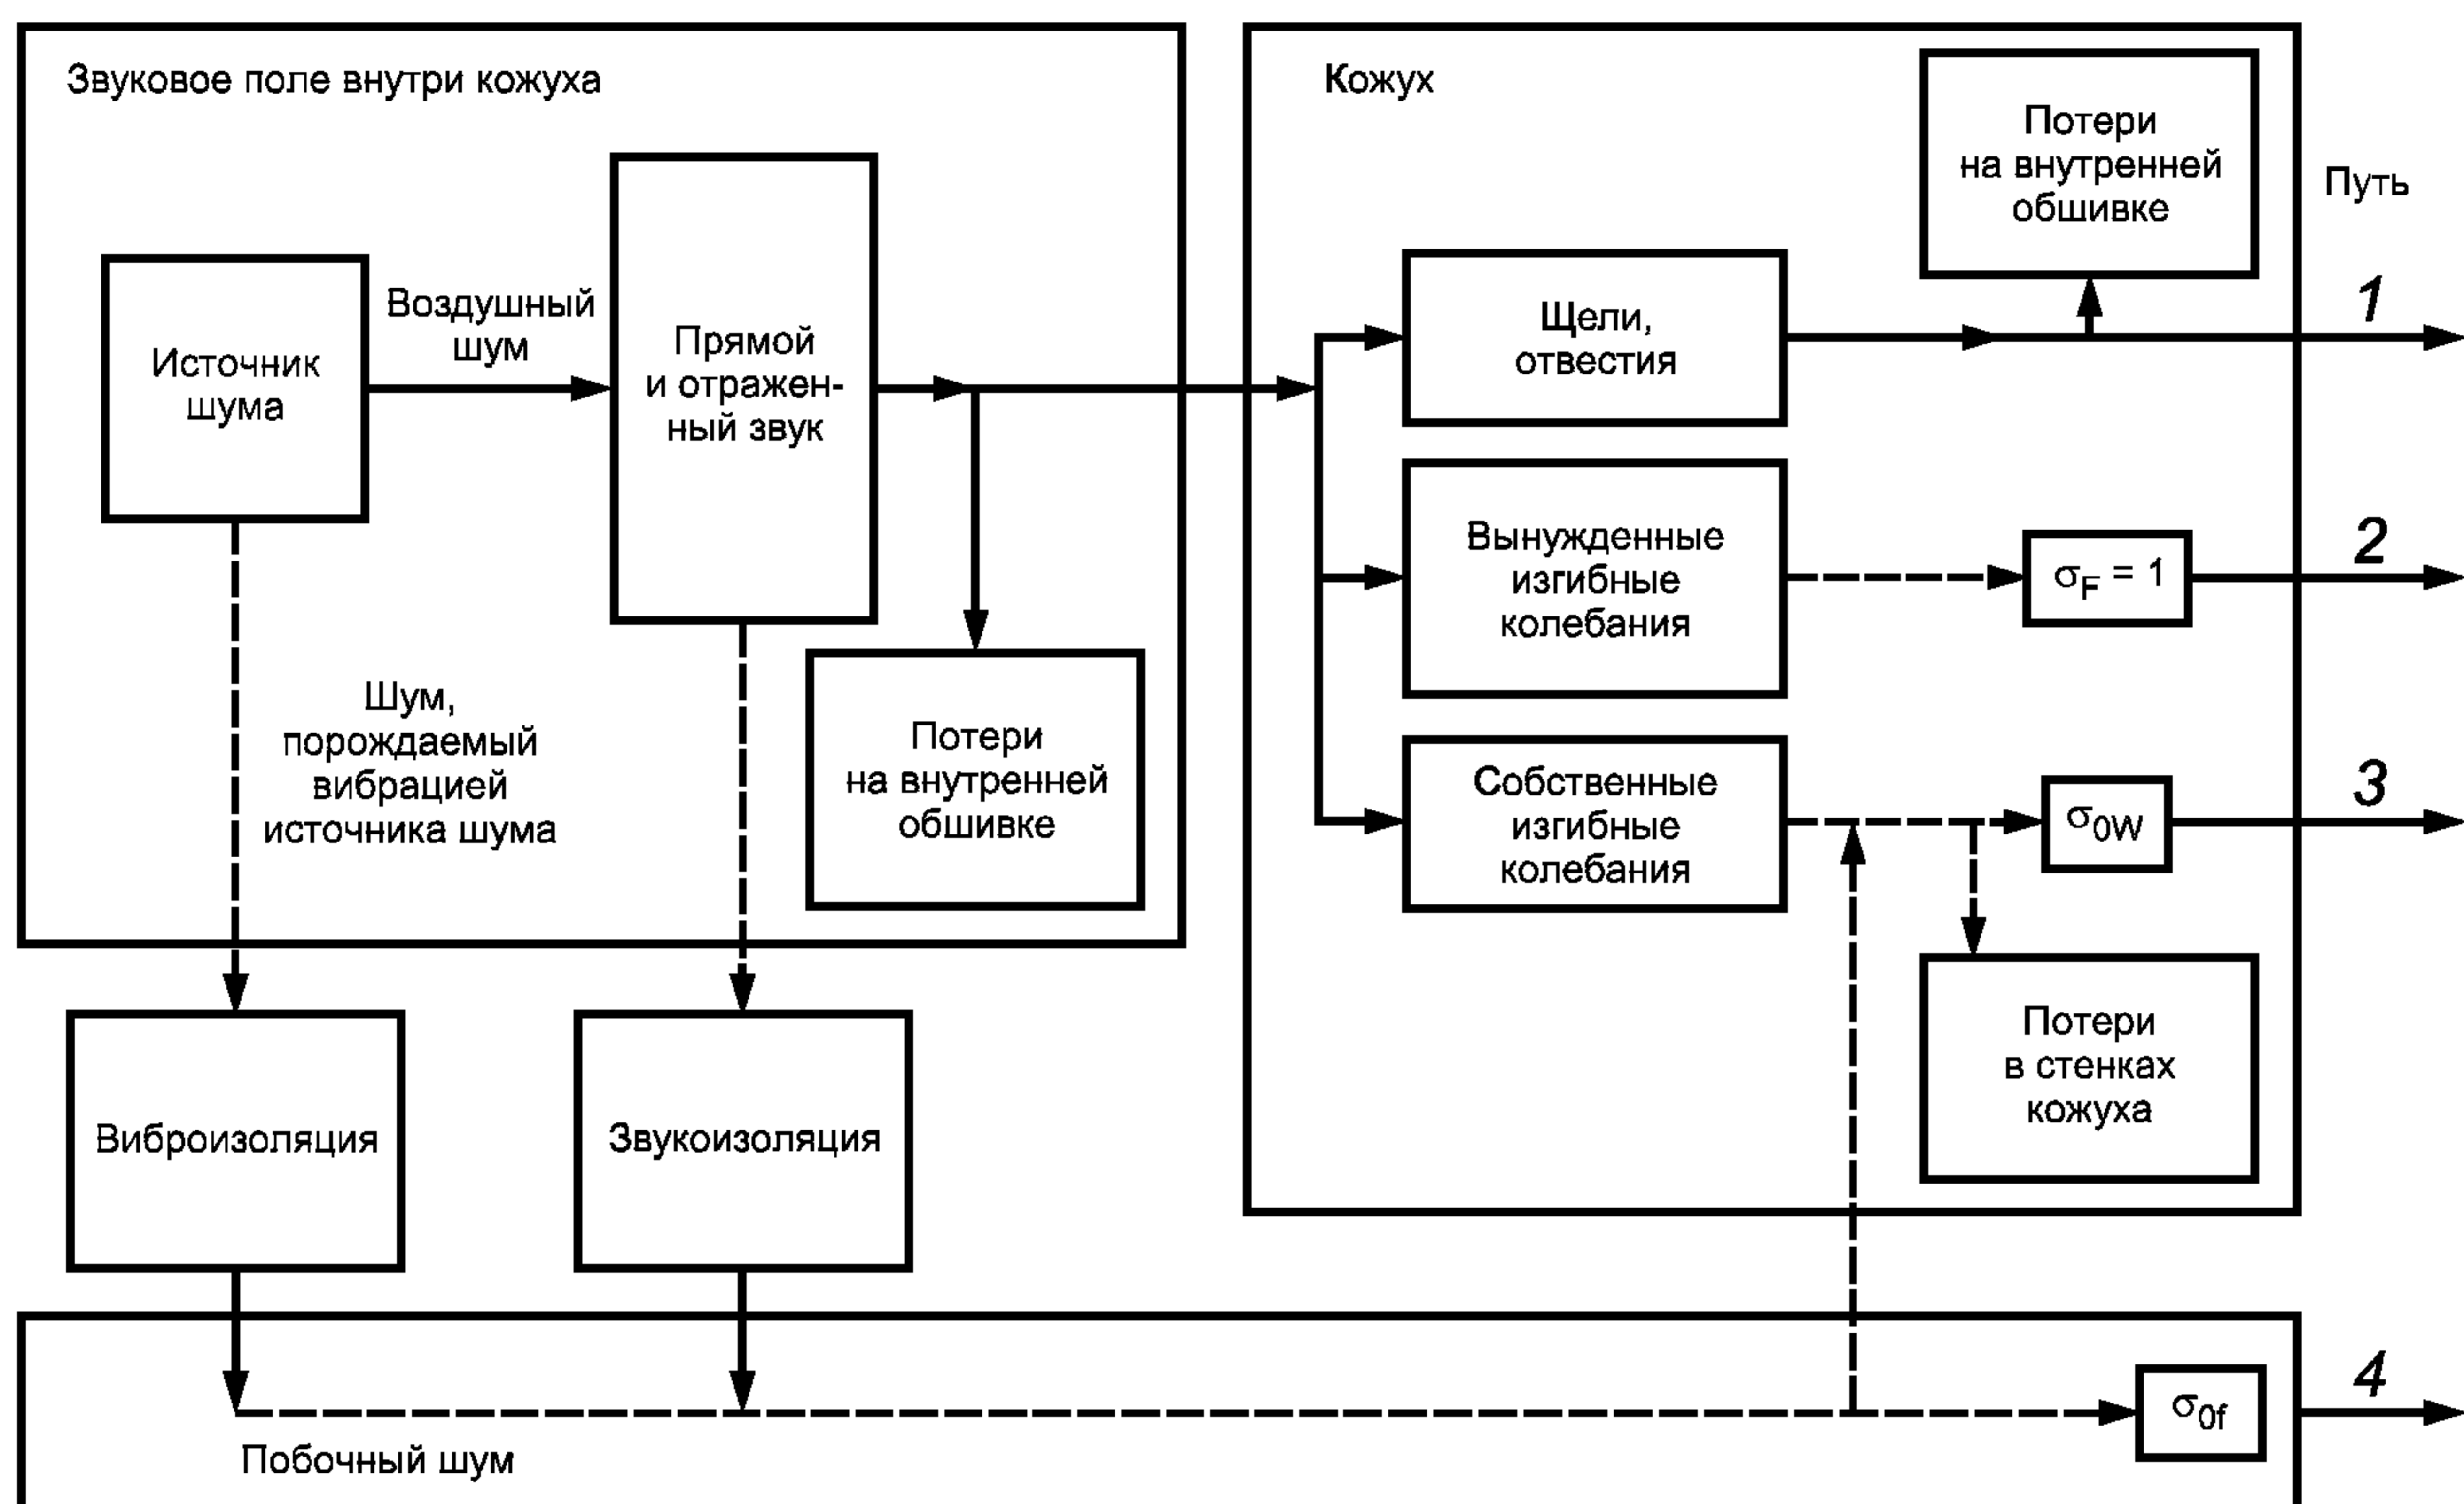 Звуковое поле внутри кожуха
Источник
шума
Воздушный
шум
Прямой
и отражен-
ный звук
Шум,
порождаемый
вибрацией
источника шума
Потери
на внутренней
обшивке
Виброизоляция
Звукоизоляция
Кожух
Потери
на внутренней
обшивке
Щели,
отвестия
Вынужденные
изгибные
колебания
σF = 1
Собственные
изгибные
колебания
σ0W
Потери
в стенках
кожуха
Путь
1
2
3
4
σ0f
Побочный шум